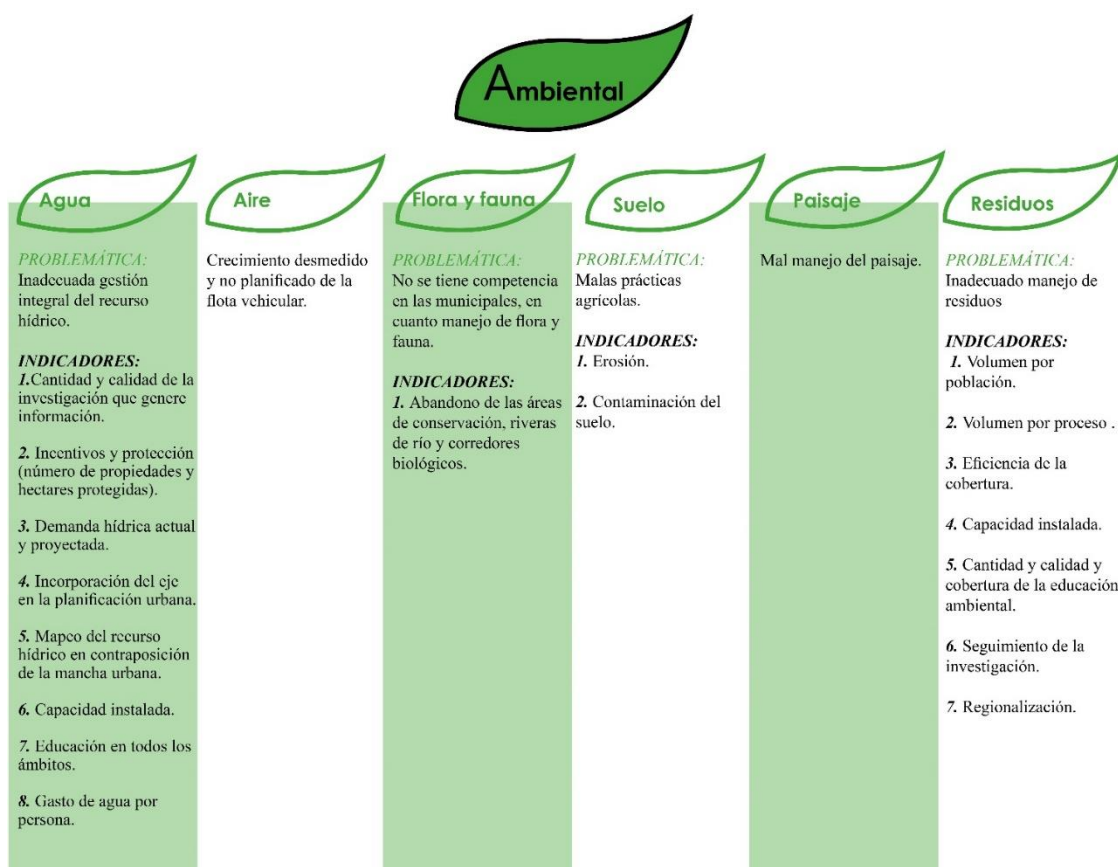 Ambiental
Agua
PROBLEMÁTICA:
Inadecuada gestión
integral del recurso
hídrico.
INDICADORES:
1.Cantidad y calidad de la
investigación que genere
información.
2. Incentivos y protección
(número de propiedades y
hectares protegidas).
3. Demanda hídrica actual
y proyectada.
4. Incorporación del eje
en la planificación urbana.
5. Mapeo del recurso
hídrico en contraposición
de la mancha urbana.
6. Capacidad instalada.
7. Educación en todos los
ámbitos.
8. Gasto de agua por
persona.
Aire
Crecimiento desmedido
y no planificado de la
flota vehicular.
Flora y fauna
PROBLEMÁTICA:
No se tiene competencia
en las municipales, en
cuanto manejo de flora y
fauna.
INDICADORES:
1. Abandono de las áreas
de conservación, riveras
de río y corredores
biológicos.
Suelo
PROBLEMÁTICA:
Malas prácticas
agrícolas.
INDICADORES:
1. Erosión.
2. Contaminación del
suelo.
Paisaje
Mal manejo del paisaje.
Residuos
PROBLEMÁTICA:
Inadecuado manejo de
residuos
INDICADORES:
1. Volumen por
población.
2. Volumen por proceso .
3. Eficiencia de la
cobertura.
4. Capacidad instalada.
5. Cantidad y calidad y
cobertura de la educación
ambiental.
6. Seguimiento de la
investigación.
7. Regionalización.